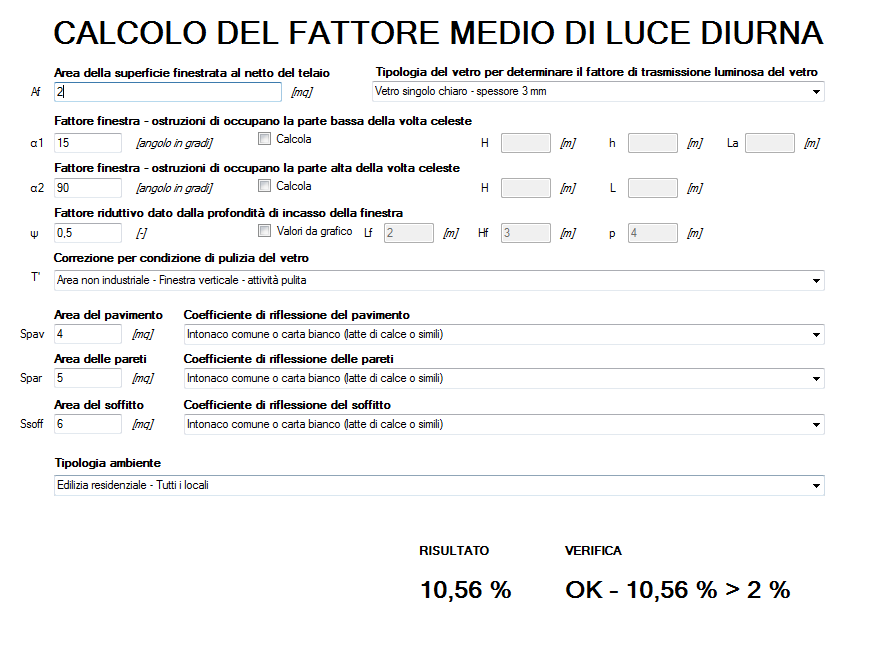 CALCOLO DEL FATTORE MEDIO DI LUCE DIURNA
Area della superficie finestrata al netto del telaio Tipologia del vetro per determinare il fattore di trasmissione luminosa del vetro
Af 2 [mq] Vetro singolo chiaro - spessore 3 mm
Fattore finestra - ostruzioni di occupano la parte bassa della volta celeste
α1 15 [angolo in gradi] Calcola H [m] h [m] La [m]
Fattore finestra - ostruzioni di occupano la parte alta della volta celeste
α2 90 [angolo in gradi] Calcola H [m] L [m]
Fattore riduttivo dato dalla profondità di incasso della finestra
ψ 0,5 [-] Valori da grafico Lf 2 [m] Hf 3 [m] p 4 [m]
Correzione per condizione di pulizia del vetro
T' Area non industriale - Finestra verticale - attività pulita
Area del pavimento Coefficiente di riflessione del pavimento
Spav 4 [mq] Intonaco comune o carta bianco (latte di calce o simili)
Area delle pareti Coefficiente di riflessione delle pareti
Spar 5 [mq] Intonaco comune o carta bianco (latte di calce o simili)
Area del soffitto Coefficiente di riflessione del soffitto
Ssoff 6 [mq] Intonaco comune o carta bianco (latte di calce o simili)
Tipologia ambiente
Edilizia residenziale - Tutti i locali
RISULTATO VERIFICA
10,56 % OK - 10,56 % > 2 %